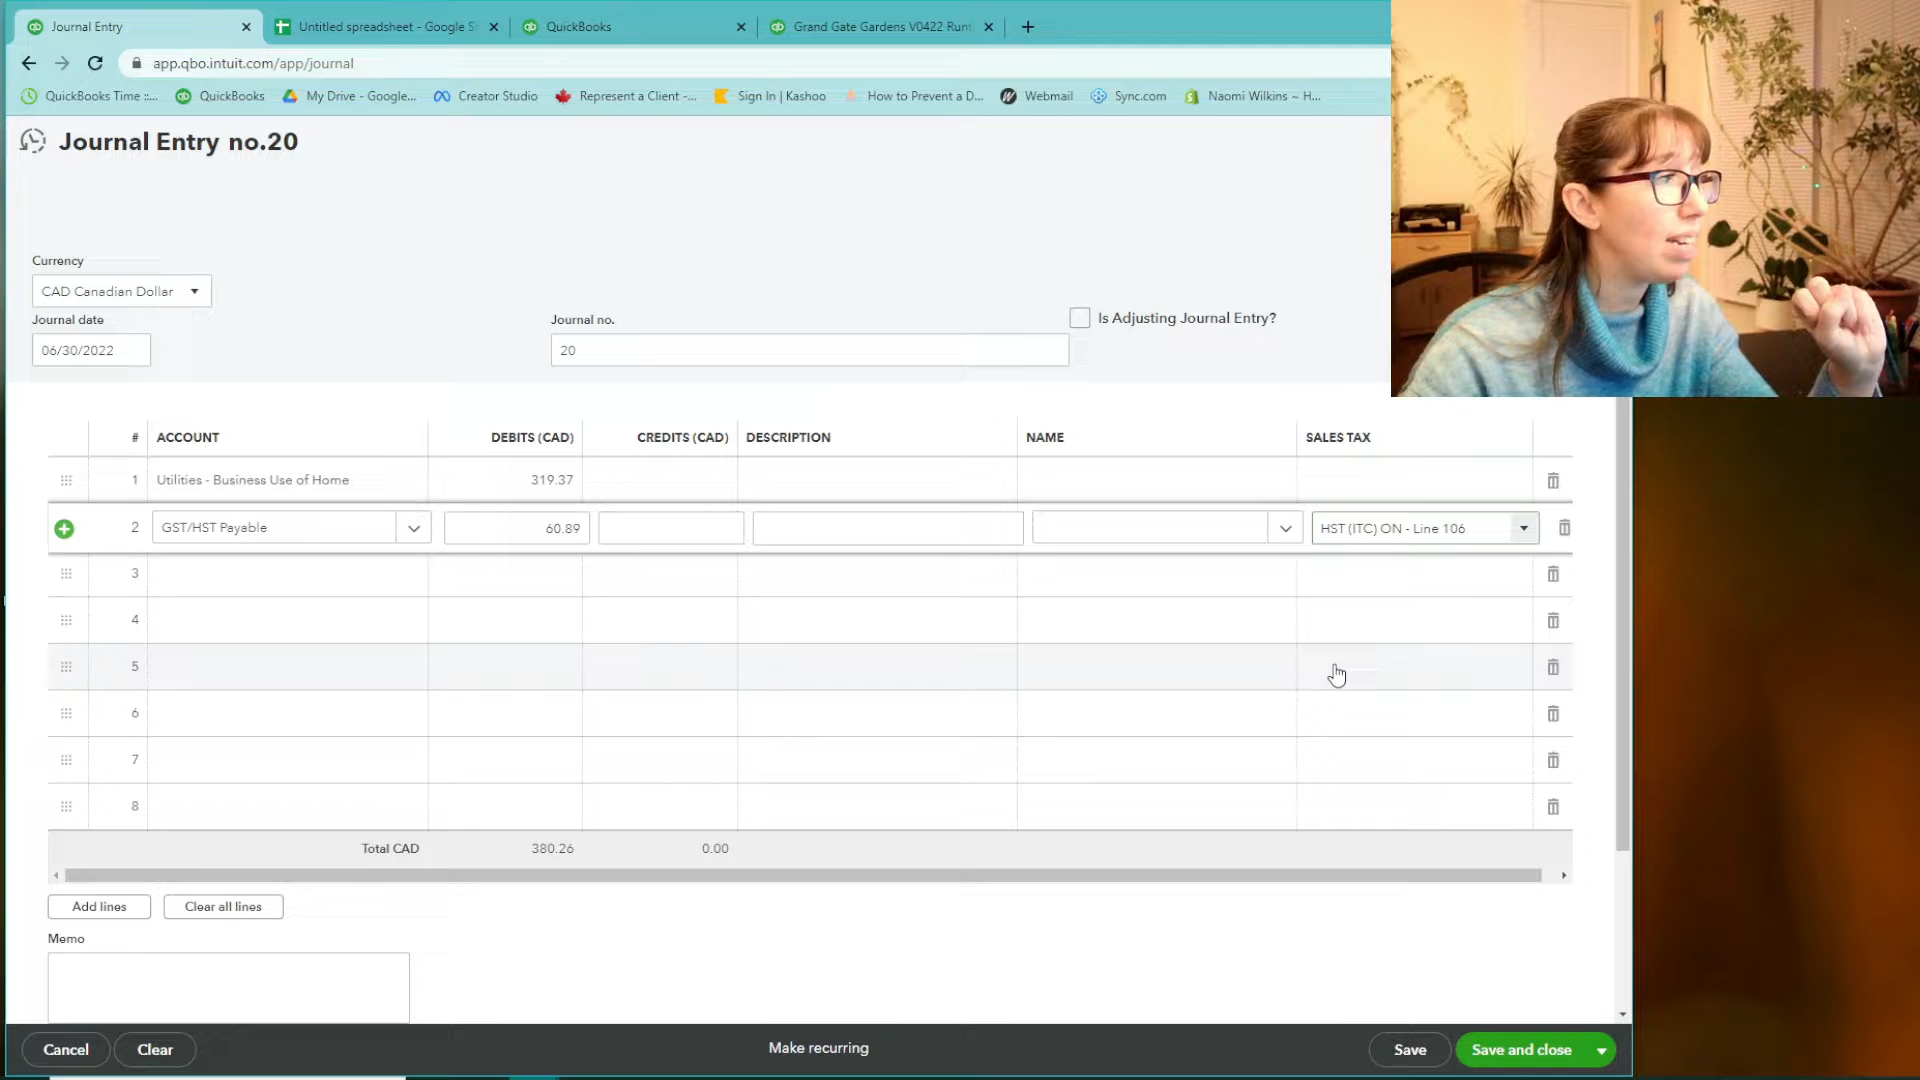 Journal Entry
Untitled spreadsheet - Google S
QuickBooks
Grand Gate Gardens V0422 Runt
app.qbo.intuit.com/app/journal
QuickBooks Time ::...
QuickBooks
My Drive - Google...
Creator Studio
Represent a Client -...
Sign In | Kashoo
How to Prevent a D...
Webmail
Sync.com
Naomi Wilkins ~ H...
Journal Entry no.20
Currency
CAD Canadian Dollar
Journal date
06/30/2022
Journal no.
20
Is Adjusting Journal Entry?
# ACCOUNT DEBITS (CAD) CREDITS (CAD) DESCRIPTION NAME SALES TAX
1 Utilities - Business Use of Home 319.37
2 GST/HST Payable 60.89 HST (ITC) ON - Line 106
3
4
5
6
7
8
Total CAD 380.26 0.00
Add lines
Clear all lines
Memo
Cancel
Clear
Make recurring
Save
Save and close